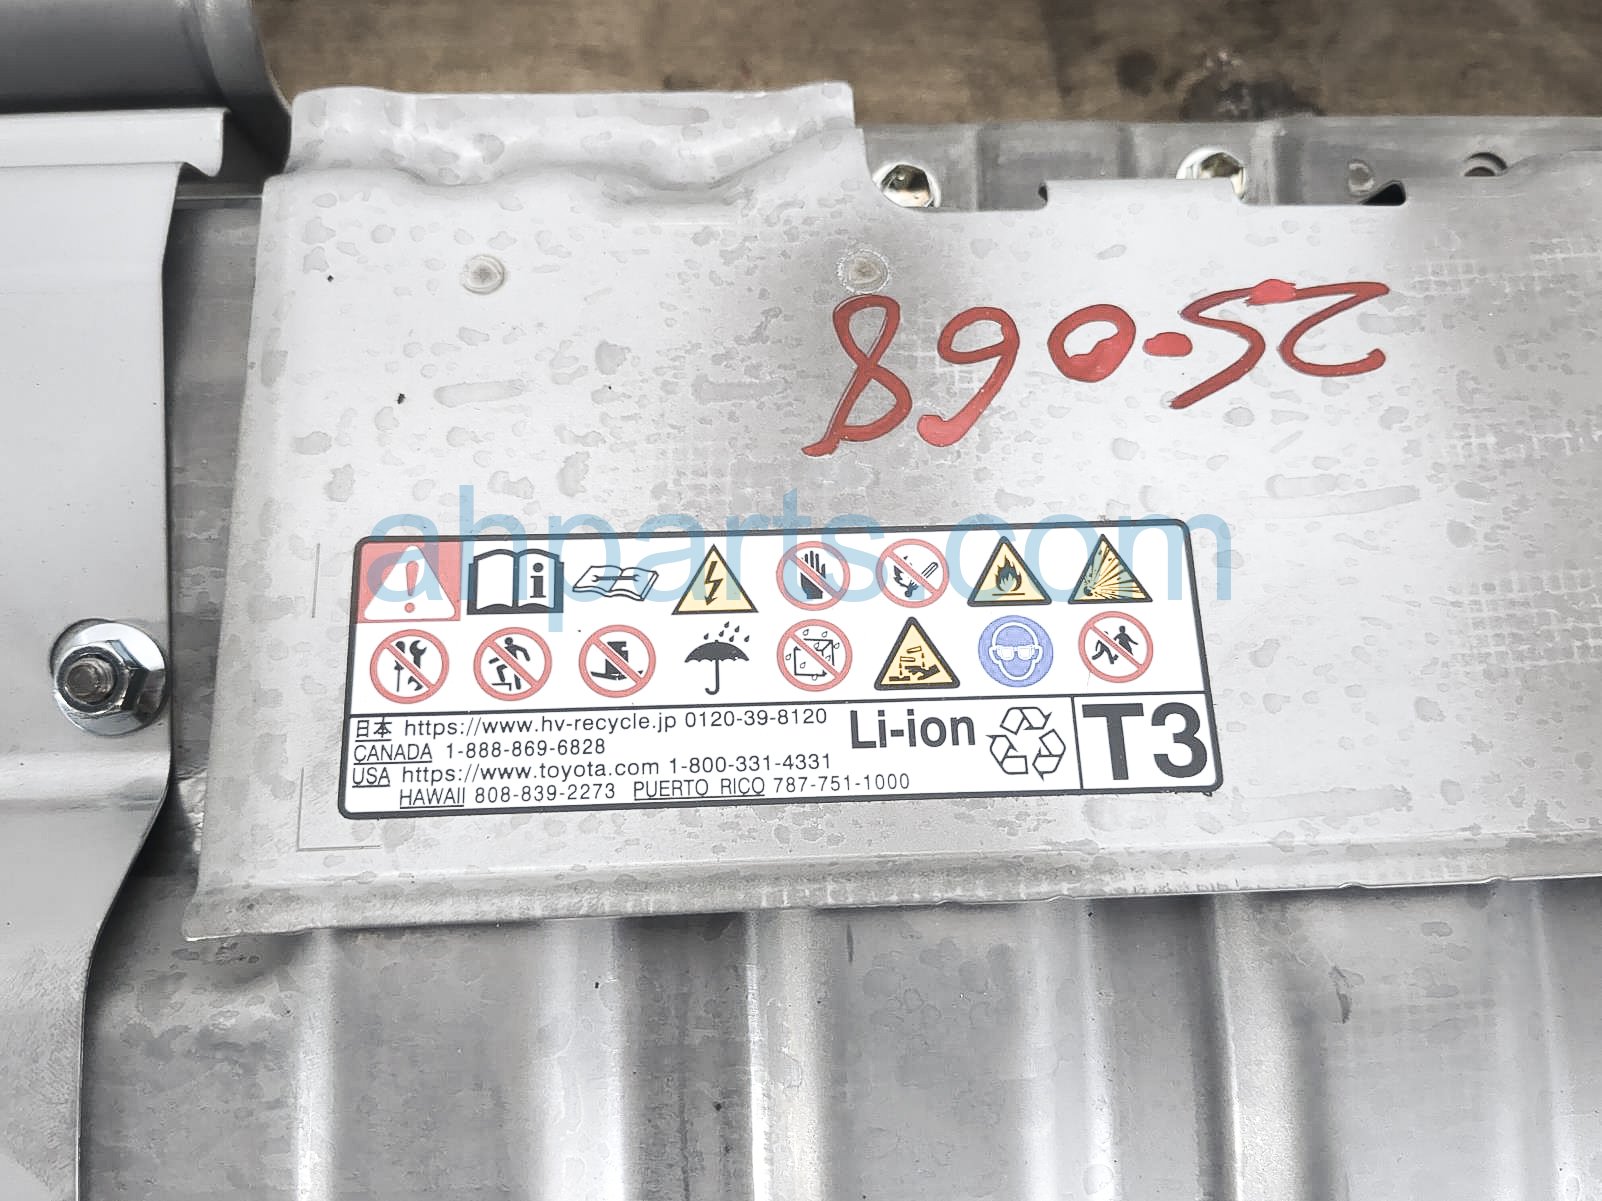 25-068
ahparts.com
日本 https://www.hv-recycle.jp 0120-39-8120
CANADA 1-888-869-6828
USA https://www.toyota.com 1-800-331-4331
HAWAII 808-839-2273 PUERTO RICO 787-751-1000
Li-ion
T3